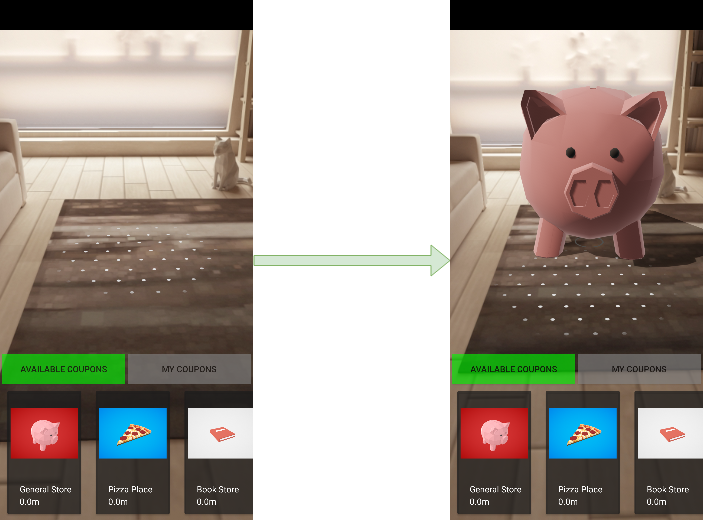 AVAILABLE COUPONS
MY COUPONS
General Store
0.0m
Pizza Place
0.0m
Book Store
0.0m
AVAILABLE COUPONS
MY COUPONS
General Store
0.0m
Pizza Place
0.0m
Book Store
0.0m